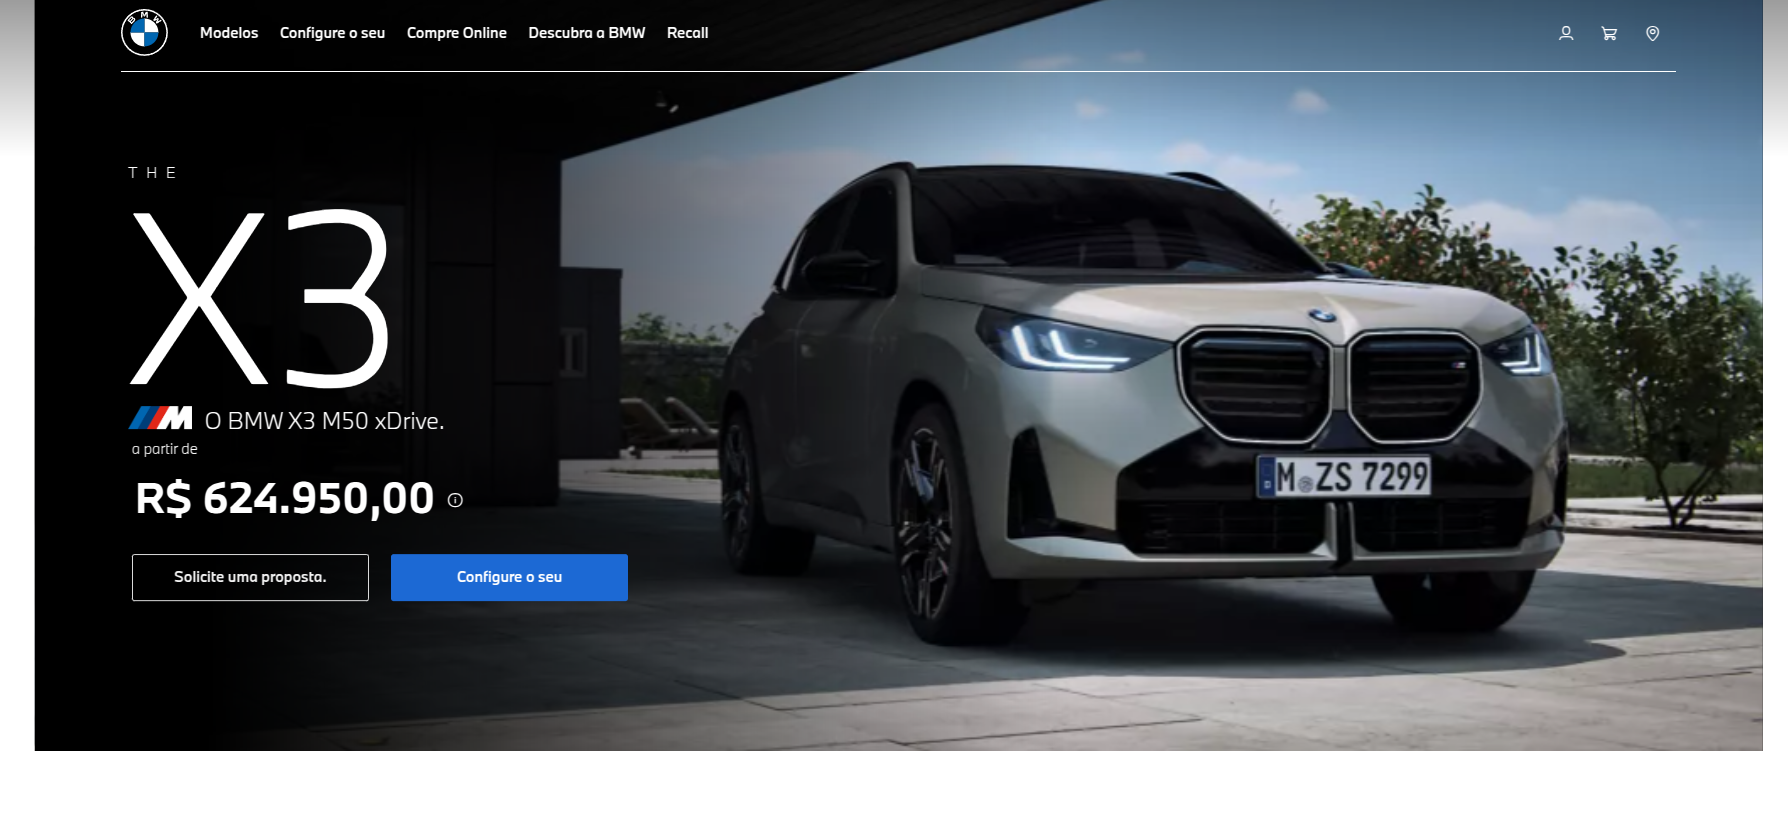 BMW
Modelos Configure o seu Compre Online Descubra a BMW Recall
THE
X3
M O BMW X3 M50 xDrive.
a partir de
R$ 624.950,00
Solicite uma proposta. Configure o seu
M ZS 7299